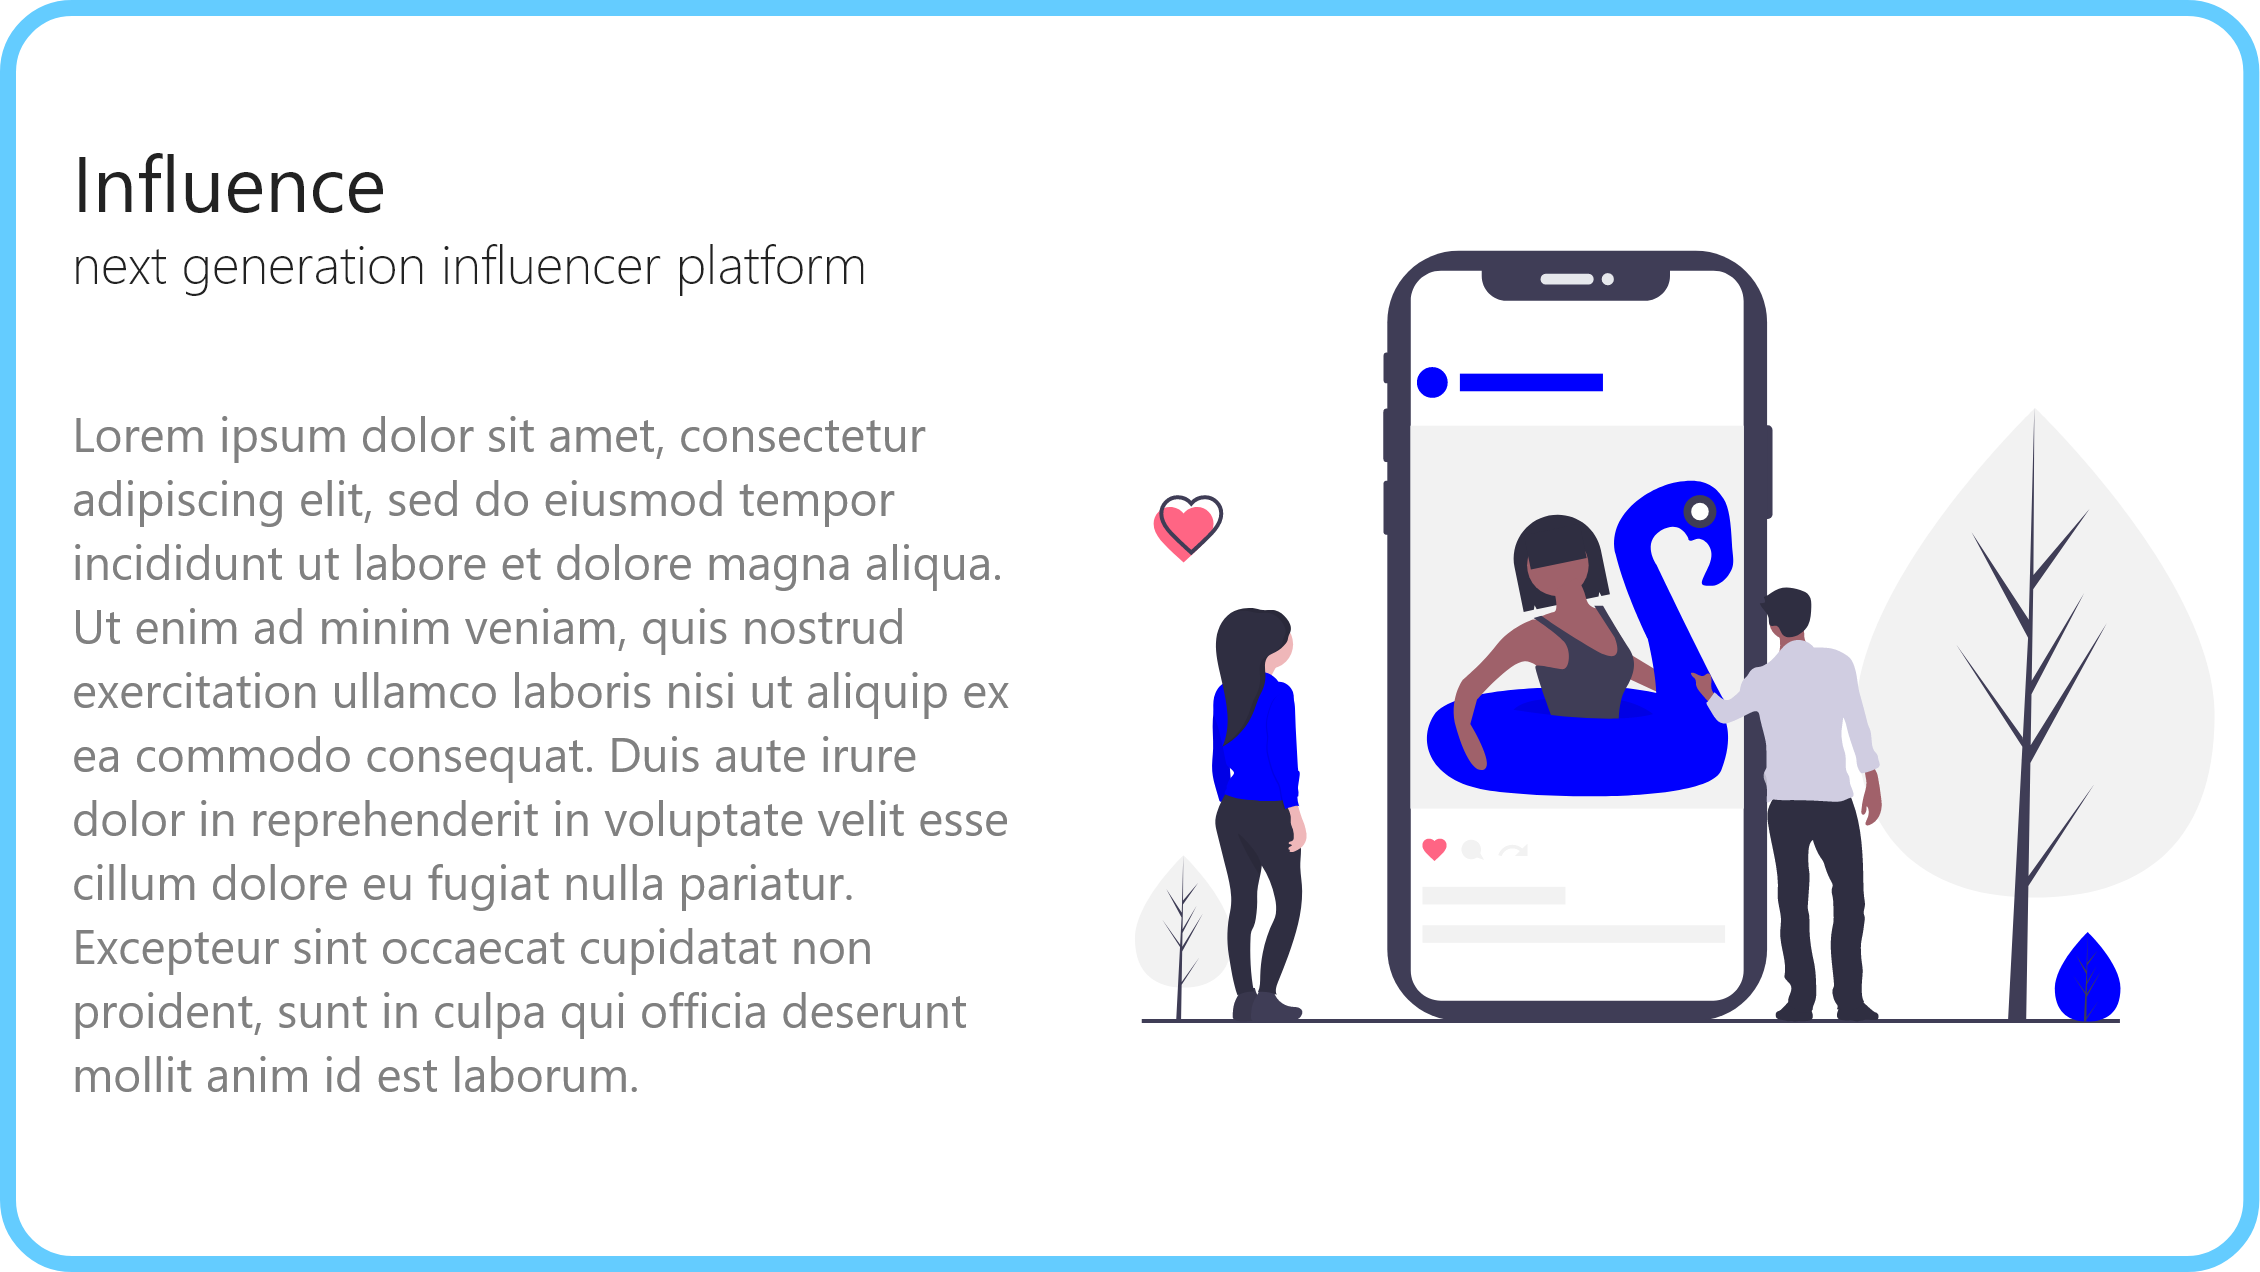 Influence
next generation influencer platform
Lorem ipsum dolor sit amet, consectetur
adipiscing elit, sed do eiusmod tempor
incididunt ut labore et dolore magna aliqua.
Ut enim ad minim veniam, quis nostrud
exercitation ullamco laboris nisi ut aliquip ex
ea commodo consequat. Duis aute irure
dolor in reprehenderit in voluptate velit esse
cillum dolore eu fugiat nulla pariatur.
Excepteur sint occaecat cupidatat non
proident, sunt in culpa qui officia deserunt
mollit anim id est laborum.